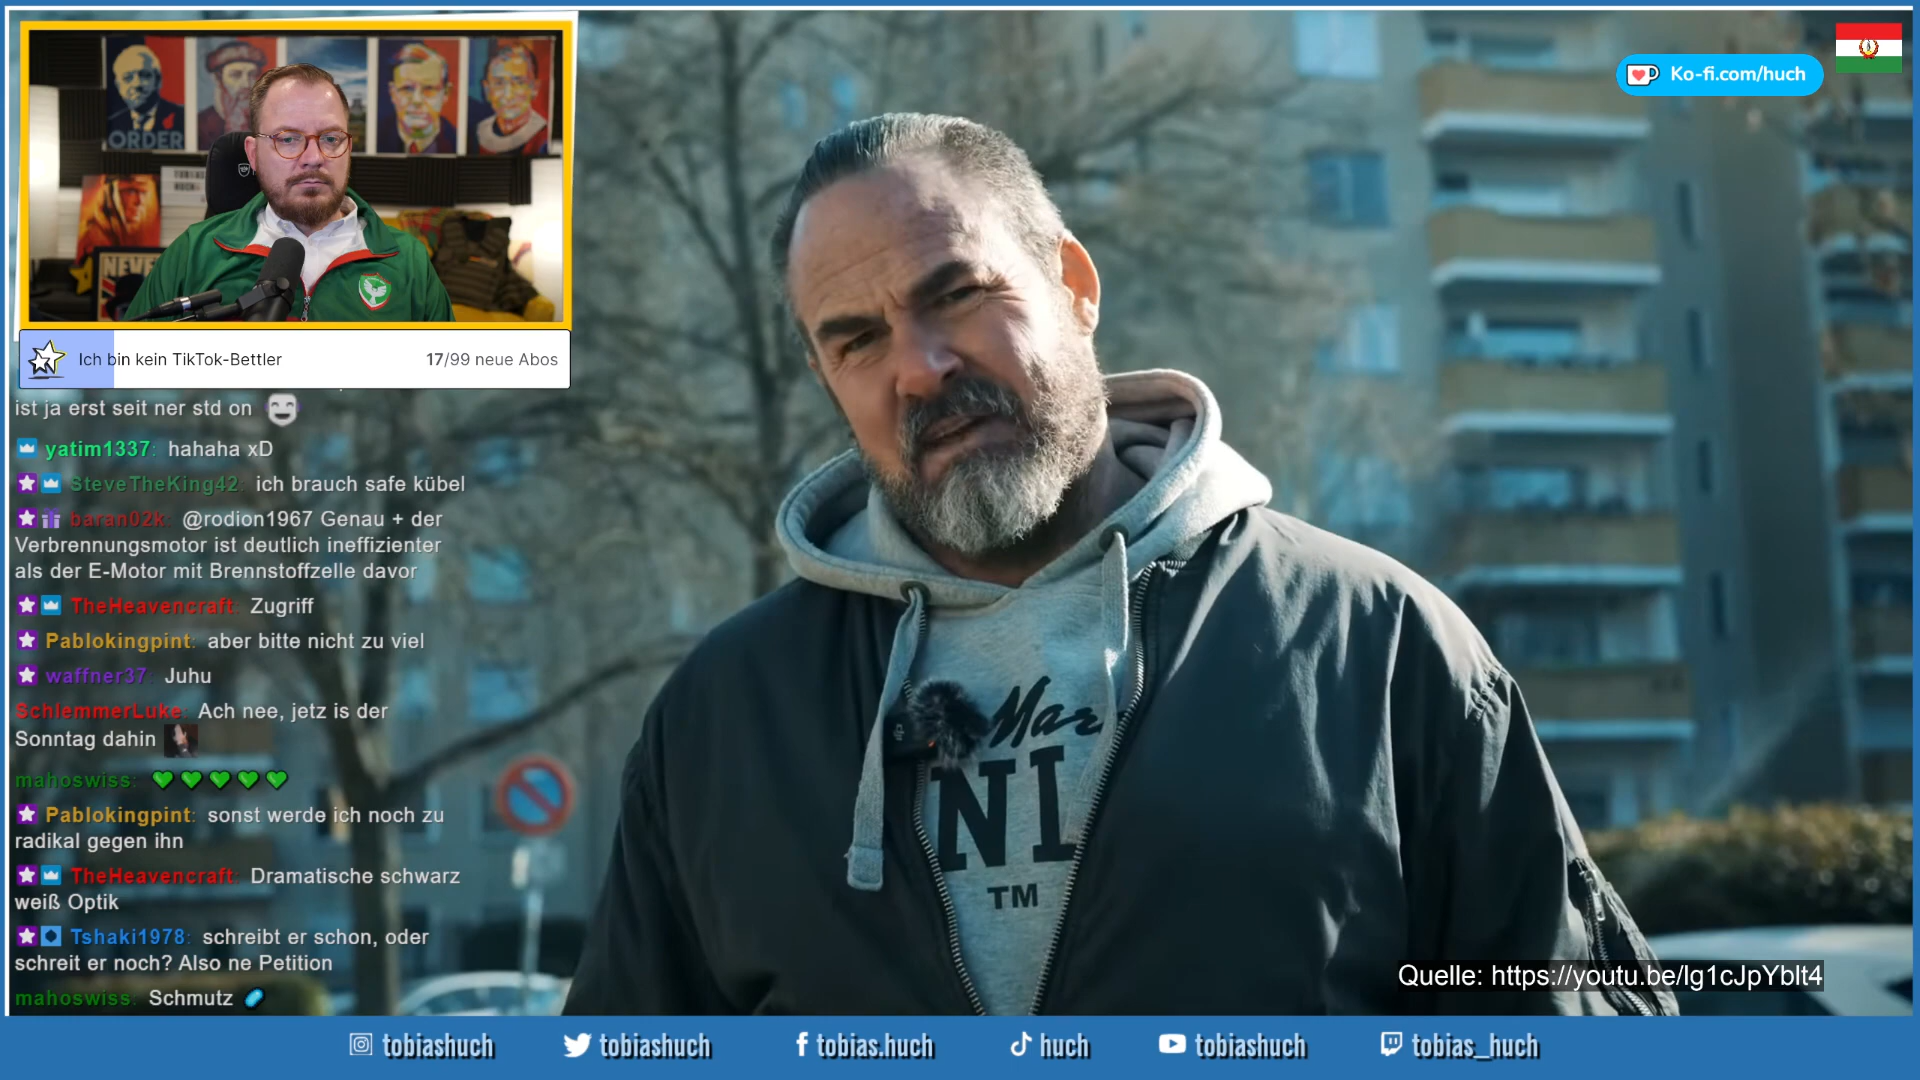 ORDER
NEVE
Ko-fi.com/huch
Ich bin kein TikTok-Bettler
17/99 neue Abos
ist ja erst seit ner std on
yatim1337: hahaha xD
SteveTheKing42: ich brauch safe kübel
baran02k: @rodion1967 Genau + der
Verbrennungsmotor ist deutlich ineffizienter
als der E-Motor mit Brennstoffzelle davor
TheHeavencraft: Zugriff
Pablokingpint: aber bitte nicht zu viel
waffner37: Juhu
SchlemmerLuke: Ach nee, jetz is der
Sonntag dahin
mahoswiss: 💚💚💚💚💚
Pablokingpint: sonst werde ich noch zu
radikal gegen ihn
TheHeavencraft: Dramatische schwarz
weiß Optik
Tshaki1978: schreibt er schon, oder
schreit er noch? Also ne Petition
mahoswiss: Schmutz
Mar
NI
TM
Quelle: https://youtu.be/lg1cJpYblt4
tobiashuch
tobiashuch
tobias.huch
huch
tobiashuch
tobias_huch